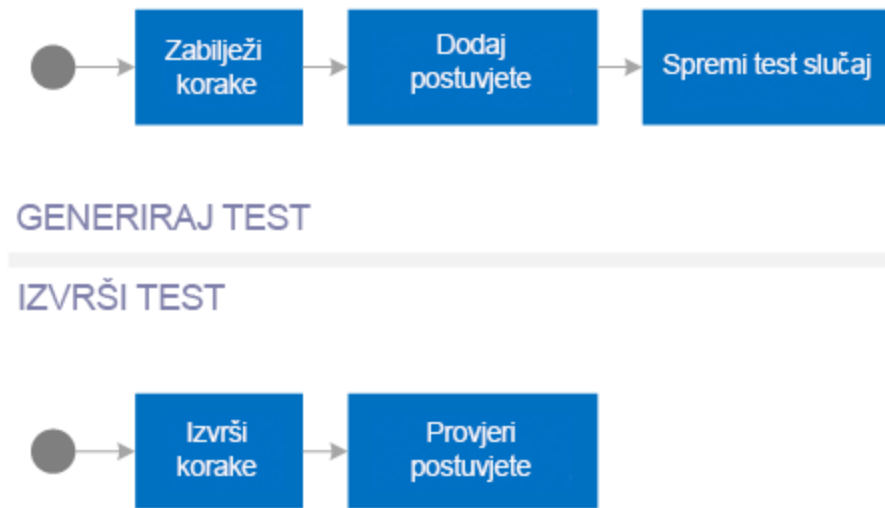 Zabilježi
korake
Dodaj
postuvjete
Spremi test slučaj
GENERIRAJ TEST
IZVRŠI TEST
Izvrši
korake
Provjeri
postuvjete